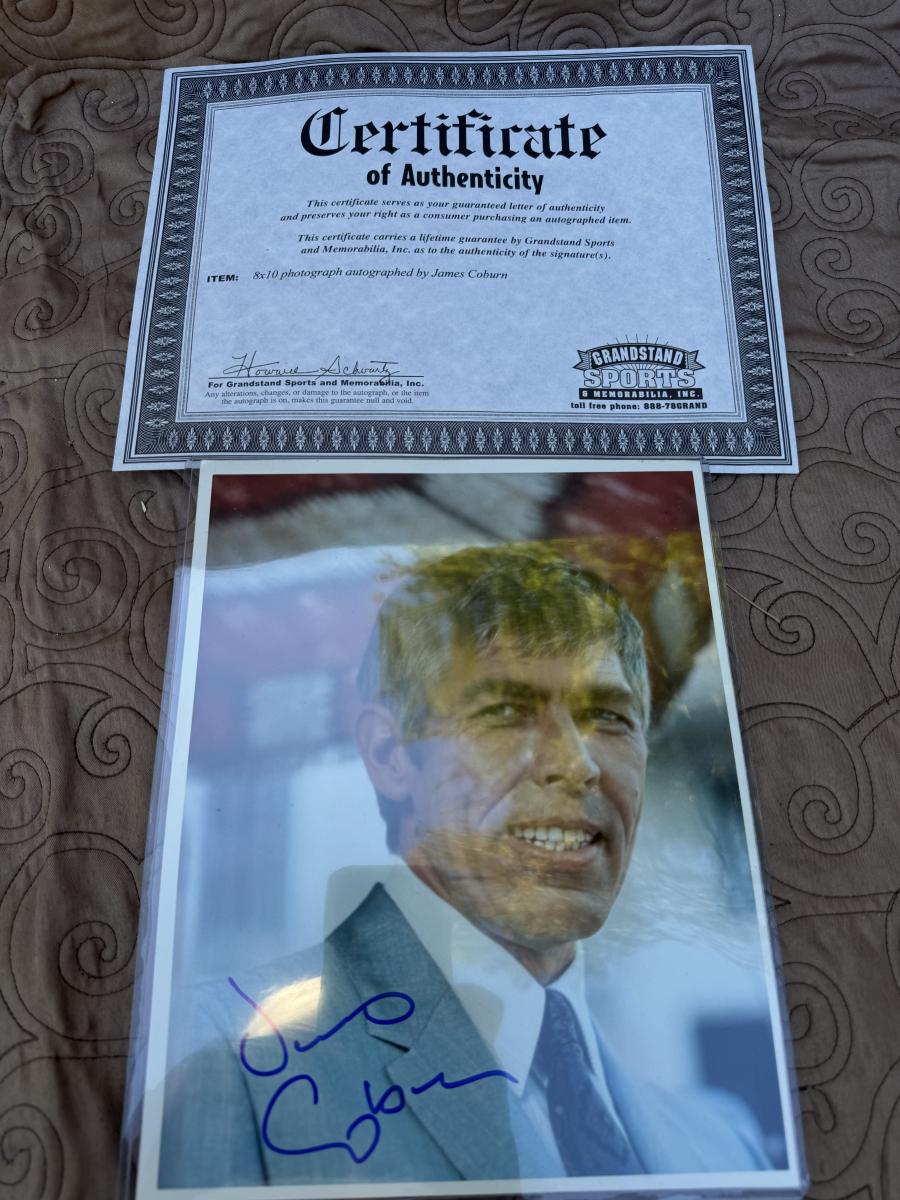 Certificate
of Authenticity
This certificate serves as your guaranteed letter of authenticity
and preserves your right as a consumer purchasing an autographed item.
This certificate carries a lifetime guarantee by Grandstand Sports
and Memorabilia, Inc. as to the authenticity of the signature(s).
ITEM: 8x10 photograph autographed by James Coburn
Howard Schwartz
For Grandstand Sports and Memorabilia, Inc.
Any alterations, changes, or damage to the autograph, or the item
the autograph is on, makes this guarantee null and void.
GRANDSTAND
SPORTS
& MEMORABILIA, INC.
toll free phone: 888-78GRAND
James
Coburn